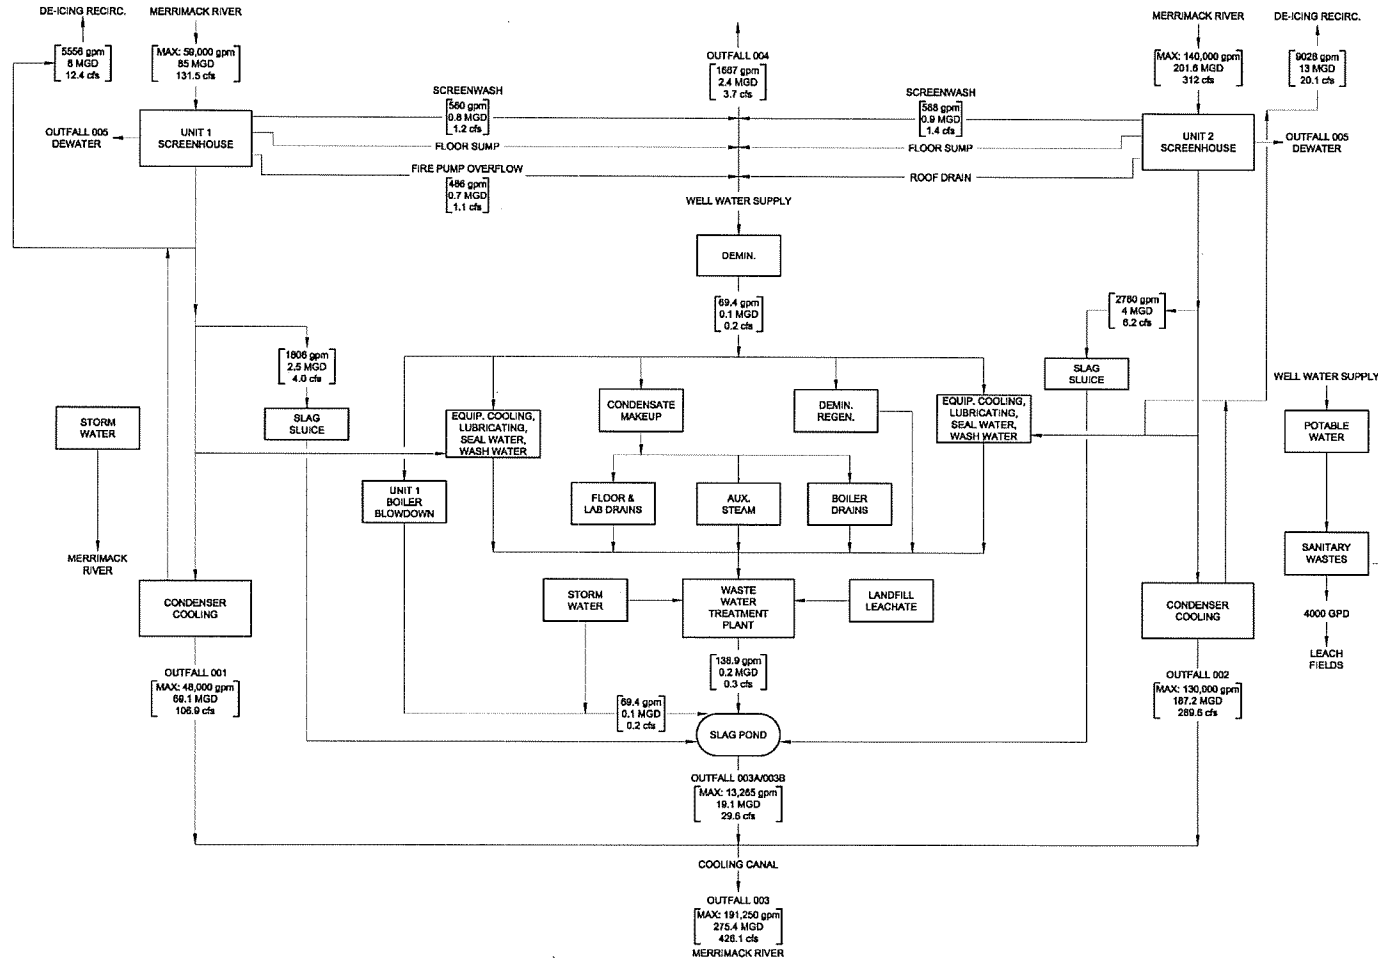 DE-ICING RECIRC.
5556 gpm
8 MGD
12.4 cfs
MERRIMACK RIVER
MAX: 59,000 gpm
85 MGD
131.5 cfs
OUTFALL 004
1667 gpm
2.4 MGD
3.7 cfs
MERRIMACK RIVER
MAX: 140,000 gpm
201.6 MGD
312 cfs
DE-ICING RECIRC.
9028 gpm
13 MGD
20.1 cfs
SCREENWASH
560 gpm
0.8 MGD
1.2 cfs
SCREENWASH
588 gpm
0.9 MGD
1.4 cfs
OUTFALL 005
DEWATER
UNIT 1
SCREENHOUSE
UNIT 2
SCREENHOUSE
OUTFALL 005
DEWATER
FLOOR SUMP
FLOOR SUMP
FIRE PUMP OVERFLOW
486 gpm
0.7 MGD
1.1 cfs
ROOF DRAIN
WELL WATER SUPPLY
DEMIN.
69.4 gpm
0.1 MGD
0.2 cfs
2780 gpm
4 MGD
6.2 cfs
1806 gpm
2.5 MGD
4.0 cfs
SLAG
SLUICE
SLAG
SLUICE
WELL WATER SUPPLY
STORM
WATER
EQUIP. COOLING,
LUBRICATING,
SEAL WATER,
WASH WATER
CONDENSATE
MAKEUP
DEMIN.
REGEN.
EQUIP. COOLING,
LUBRICATING,
SEAL WATER,
WASH WATER
POTABLE
WATER
UNIT 1
BOILER
BLOWDOWN
FLOOR &
LAB DRAINS
AUX.
STEAM
BOILER
DRAINS
MERRIMACK
RIVER
SANITARY
WASTES
CONDENSER
COOLING
STORM
WATER
WASTE
WATER
TREATMENT
PLANT
LANDFILL
LEACHATE
CONDENSER
COOLING
4000 GPD
LEACH
FIELDS
OUTFALL 001
MAX: 48,000 gpm
69.1 MGD
106.9 cfs
138.9 gpm
0.2 MGD
0.3 cfs
OUTFALL 002
MAX: 130,000 gpm
187.2 MGD
289.6 cfs
69.4 gpm
0.1 MGD
0.2 cfs
SLAG POND
OUTFALL 003A/003B
MAX: 13,265 gpm
19.1 MGD
29.6 cfs
COOLING CANAL
OUTFALL 003
MAX: 191,250 gpm
275.4 MGD
426.1 cfs
MERRIMACK RIVER